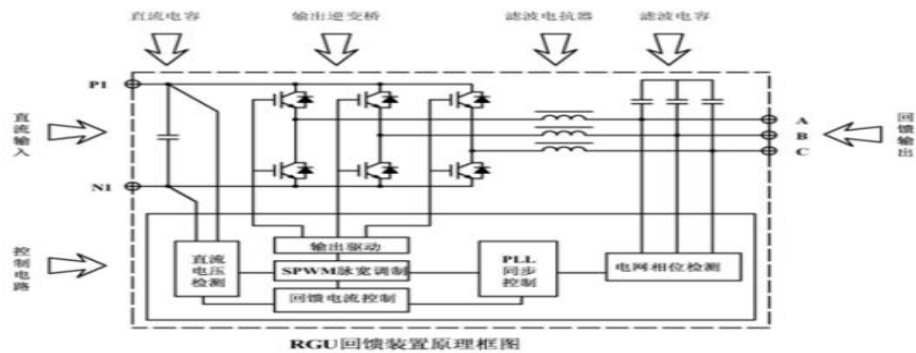 直流电容
输出逆变桥
滤波电抗器
滤波电容
P1
直流输入
A
B
C
回馈输出
N1
控制电路
输出驱动
直流
电压
检测
SPWM脉宽调制
PLL
同步
控制
电网相位检测
回馈电流控制
RGU回馈装置原理框图